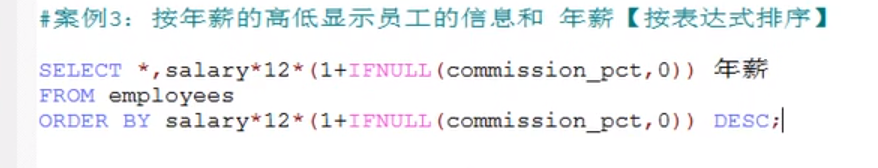 #案例3：按年薪的高低显示员工的信息和 年薪【按表达式排序】
SELECT *,salary*12*(1+IFNULL(commission_pct,0)) 年薪
FROM employees
ORDER BY salary*12*(1+IFNULL(commission_pct,0)) DESC;